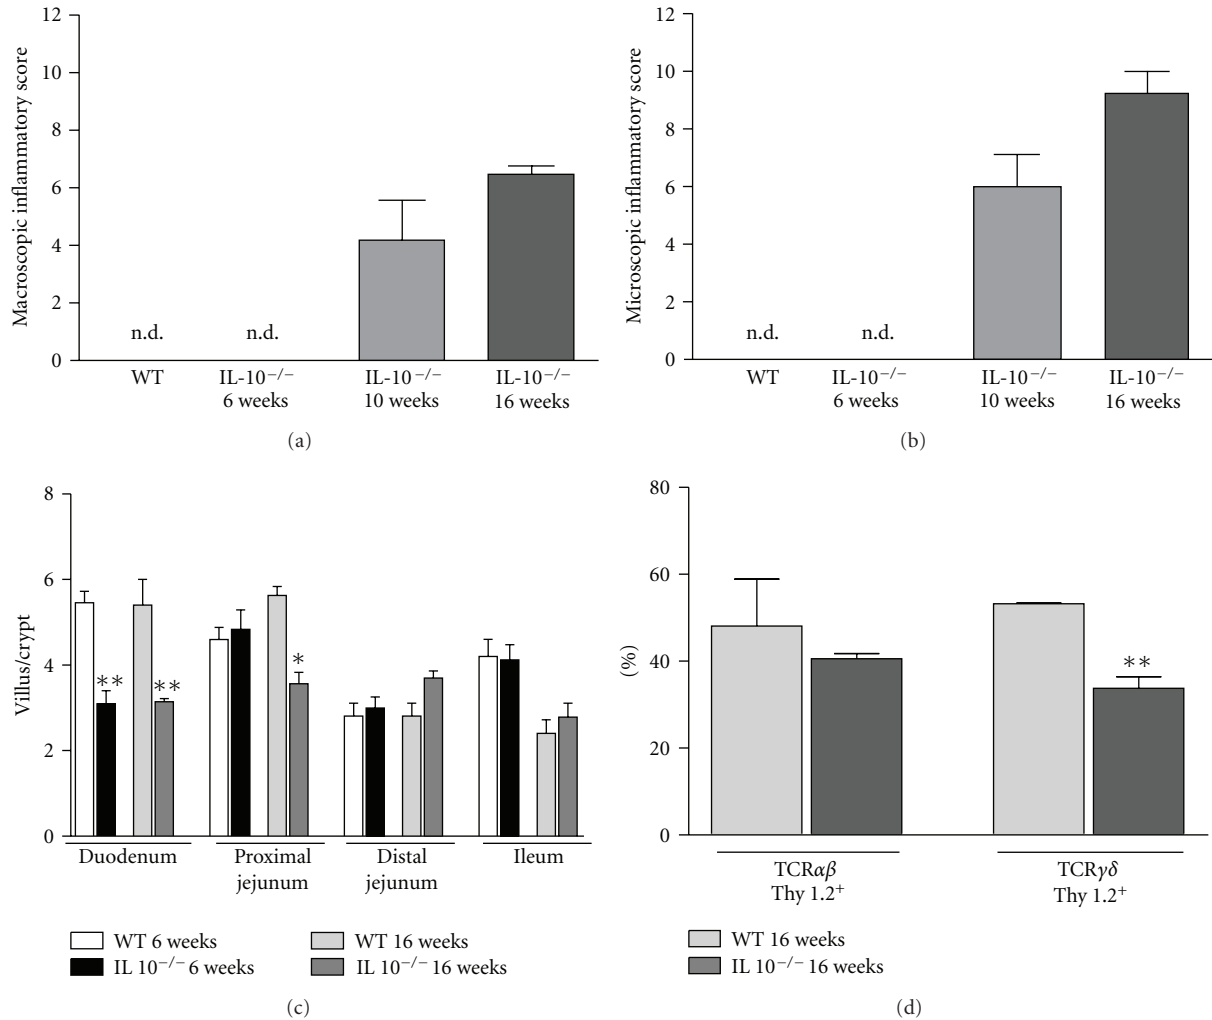 12
10
8
6
4
2
0
Macroscopic inflammatory score
n.d.
n.d.
WT
IL-10−/−
6 weeks
IL-10−/−
10 weeks
IL-10−/−
16 weeks
(a)
12
10
8
6
4
2
0
Microscopic inflammatory score
n.d.
n.d.
WT
IL-10−/−
6 weeks
IL-10−/−
10 weeks
IL-10−/−
16 weeks
(b)
8
6
4
2
0
Villus/crypt
**
**
*
Duodenum
Proximal
jejunum
Distal
jejunum
Ileum
WT 6 weeks
IL 10−/− 6 weeks
WT 16 weeks
IL 10−/− 16 weeks
(c)
80
60
40
20
0
(%)
**
TCRαβ
Thy 1.2+
TCRγδ
Thy 1.2+
WT 16 weeks
IL 10−/− 16 weeks
(d)